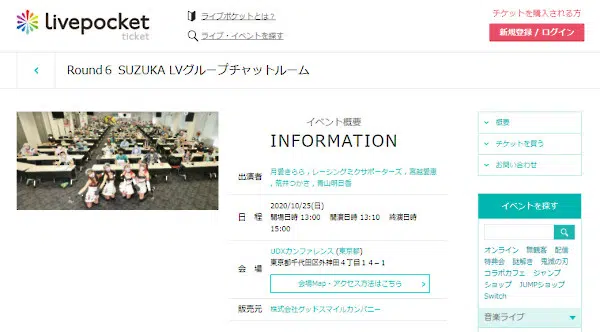 livepocket
ticket
ライブポケットとは？
ライブ・イベントを探す
チケットを購入される方
新規登録 / ログイン
Round６ SUZUKA LVグループチャットルーム
イベント概要
INFORMATION
出演者
月愛きらら , レーシングミクサポーターズ , 高越愛恵
, 荒井つかさ , 青山明日香
日　程
2020/10/25(日)
開場日時 13:00　開演日時 13:10　終演日時
15:00
会　場
UDXカンファレンス (東京都)
東京都千代田区外神田４丁目１４−１
会場Map・アクセス方法はこちら
販売元
株式会社グッドスマイルカンパニー
概要
チケットを買う
お問い合わせ
イベントを探す
オンライン　無観客　配信
特典会　謎解き　鬼滅の刃
コラボカフェ　ジャンプ
ショップ　JUMPショップ
Switch
音楽ライブ